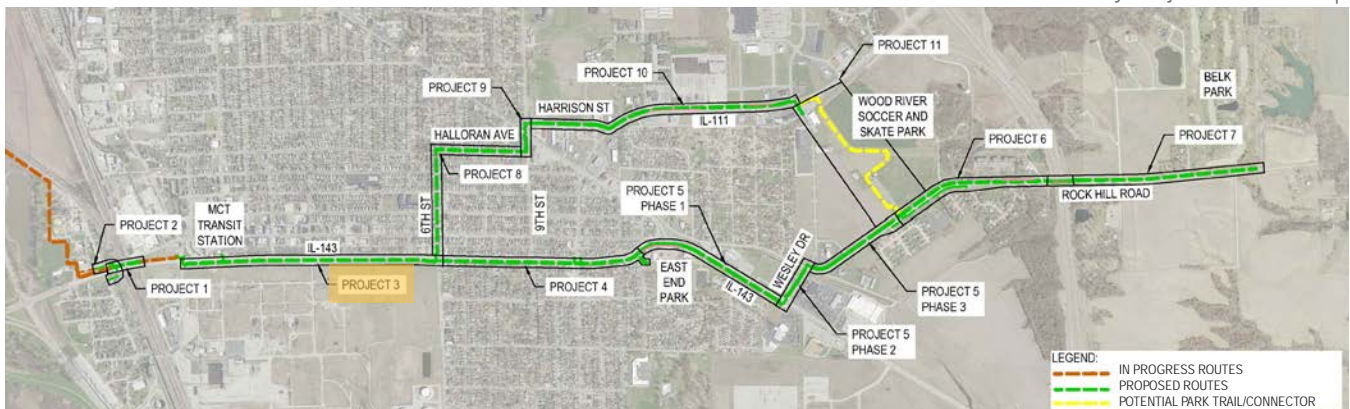 PROJECT 11
PROJECT 10
BELK
PARK
PROJECT 9
HARRISON ST
WOOD RIVER
SOCCER AND
SKATE PARK
IL-111
HALLORAN AVE
PROJECT 6
PROJECT 7
PROJECT 8
PROJECT 5
PHASE 1
ROCK HILL ROAD
MCT
TRANSIT
STATION
6TH ST
9TH ST
PROJECT 2
IL-143
WESLEY DR
PROJECT 1
PROJECT 3
PROJECT 4
EAST
END
PARK
IL-143
PROJECT 5
PHASE 3
PROJECT 5
PHASE 2
LEGEND:
IN PROGRESS ROUTES
PROPOSED ROUTES
POTENTIAL PARK TRAIL/CONNECTOR